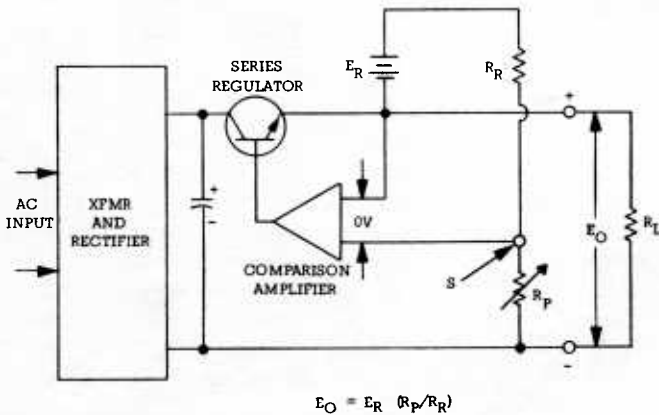 SERIES
REGULATOR
E_R
R_R
+
AC
INPUT
XFMR
AND
RECTIFIER
+
-
0V
COMPARISON
AMPLIFIER
S
R_P
E_O
R_L
-
E_O = E_R (R_P/R_R)